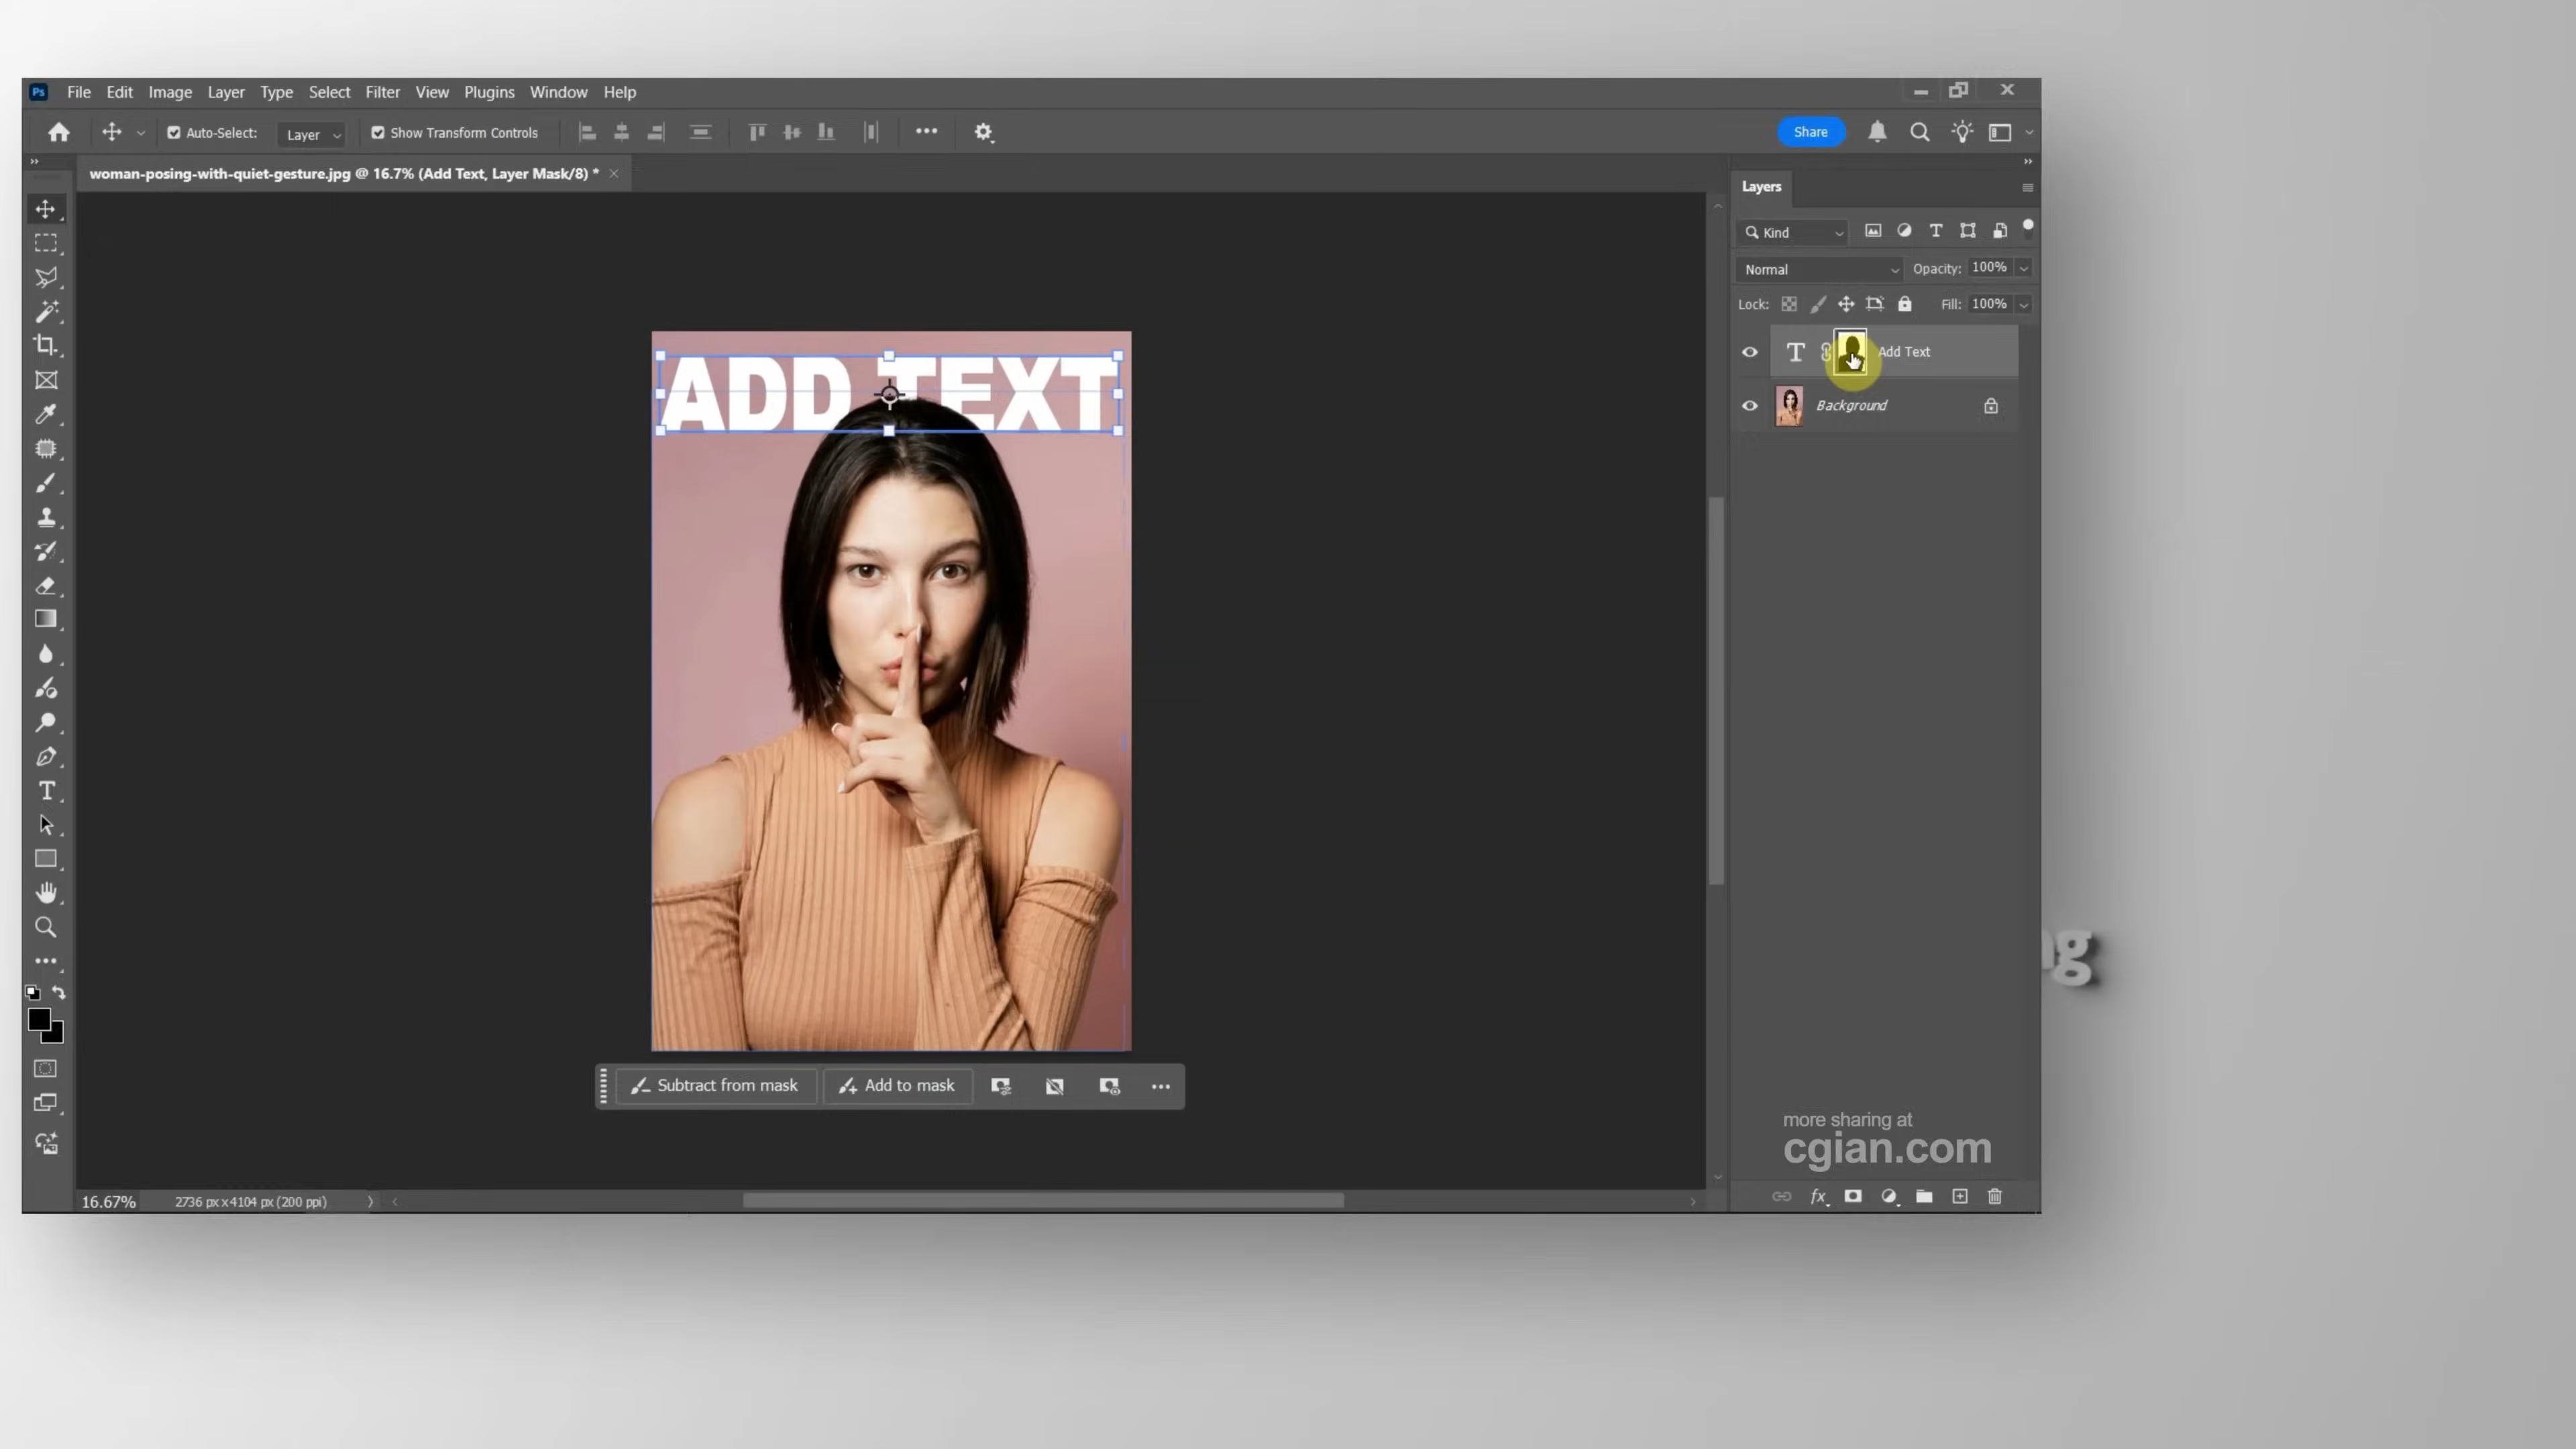 Ps File Edit Image Layer Type Select Filter View Plugins Window Help
Auto-Select: Layer Show Transform Controls Share
woman-posing-with-quiet-gesture.jpg @ 16.7% (Add Text, Layer Mask/8) *
Layers
Kind
Normal Opacity: 100%
Lock: Fill: 100%
Add Text
Background
ADD TEXT
Subtract from mask Add to mask
more sharing at
cgian.com
16.67% 2736 px x 4104 px (200 ppi)